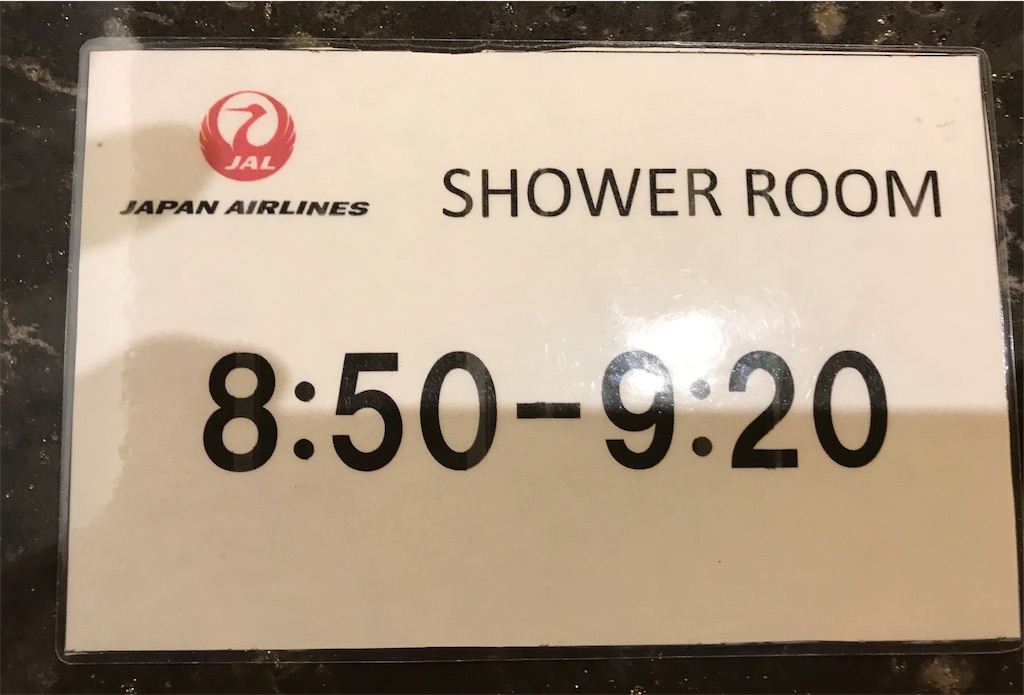 JAL
JAPAN AIRLINES
SHOWER ROOM
8:50-9:20